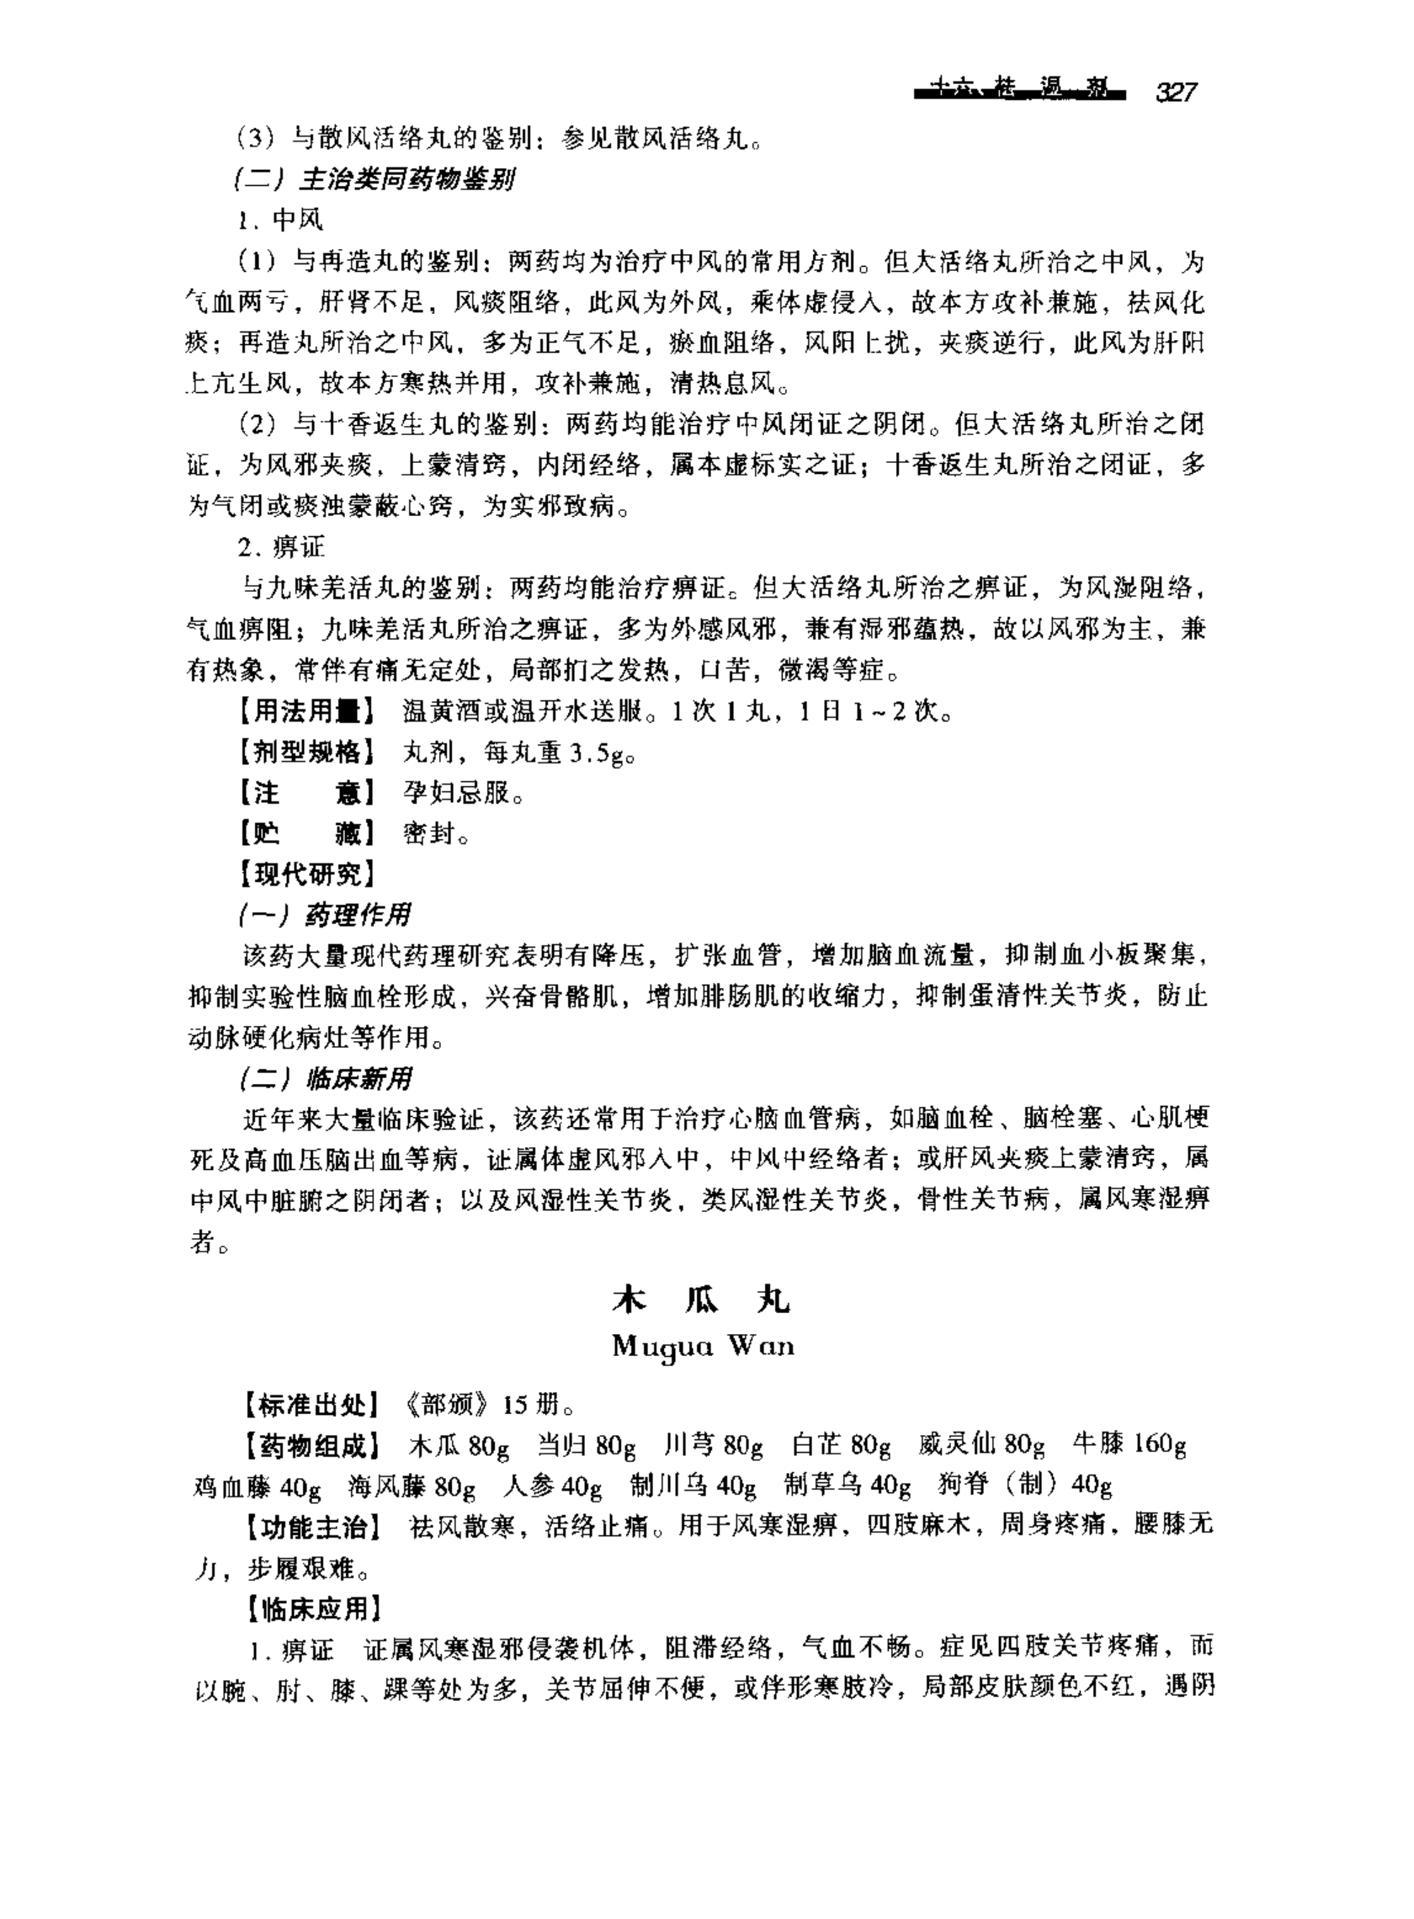 十六、祛湿剂 327
（3）与散风活络丸的鉴别：参见散风活络丸。
（二）主治类同药物鉴别
1. 中风
（1）与再造丸的鉴别：两药均为治疗中风的常用方剂。但大活络丸所治之中风，为
气血两亏，肝肾不足，风痰阻络，此风为外风，乘体虚侵入，故本方攻补兼施，祛风化
痰；再造丸所治之中风，多为正气不足，瘀血阻络，风阳上扰，夹痰逆行，此风为肝阳
上亢生风，故本方寒热并用，攻补兼施，清热息风。
（2）与十香返生丸的鉴别：两药均能治疗中风闭证之阴闭。但大活络丸所治之闭
证，为风邪夹痰，上蒙清窍，内闭经络，属本虚标实之证；十香返生丸所治之闭证，多
为气闭或痰浊蒙蔽心窍，为实邪致病。
2. 痹证
与九味羌活丸的鉴别：两药均能治疗痹证。但大活络丸所治之痹证，为风湿阻络，
气血痹阻；九味羌活丸所治之痹证，多为外感风邪，兼有湿邪蕴热，故以风邪为主，兼
有热象，常伴有痛无定处，局部扪之发热，口苦，微渴等症。
【用法用量】 温黄酒或温开水送服。1次1丸，1日1~2次。
【剂型规格】 丸剂，每丸重3.5g。
【注 意】 孕妇忌服。
【贮 藏】 密封。
【现代研究】
（一）药理作用
该药大量现代药理研究表明有降压，扩张血管，增加脑血流量，抑制血小板聚集，
抑制实验性脑血栓形成，兴奋骨骼肌，增加腓肠肌的收缩力，抑制蛋清性关节炎，防止
动脉硬化病灶等作用。
（二）临床新用
近年来大量临床验证，该药还常用于治疗心脑血管病，如脑血栓、脑栓塞、心肌梗
死及高血压脑出血等病，证属体虚风邪入中，中风中经络者；或肝风夹痰上蒙清窍，属
中风中脏腑之阴闭者；以及风湿性关节炎，类风湿性关节炎，骨性关节病，属风寒湿痹
者。
木 瓜 丸
Mugua Wan
【标准出处】《部颁》15册。
【药物组成】 木瓜80g 当归80g 川芎80g 白芷80g 威灵仙80g 牛膝160g
鸡血藤40g 海风藤80g 人参40g 制川乌40g 制草乌40g 狗脊（制）40g
【功能主治】 祛风散寒，活络止痛。用于风寒湿痹，四肢麻木，周身疼痛，腰膝无
力，步履艰难。
【临床应用】
1. 痹证 证属风寒湿邪侵袭机体，阻滞经络，气血不畅。症见四肢关节疼痛，而
以腕、肘、膝、踝等处为多，关节屈伸不便，或伴形寒肢冷，局部皮肤颜色不红，遇阴